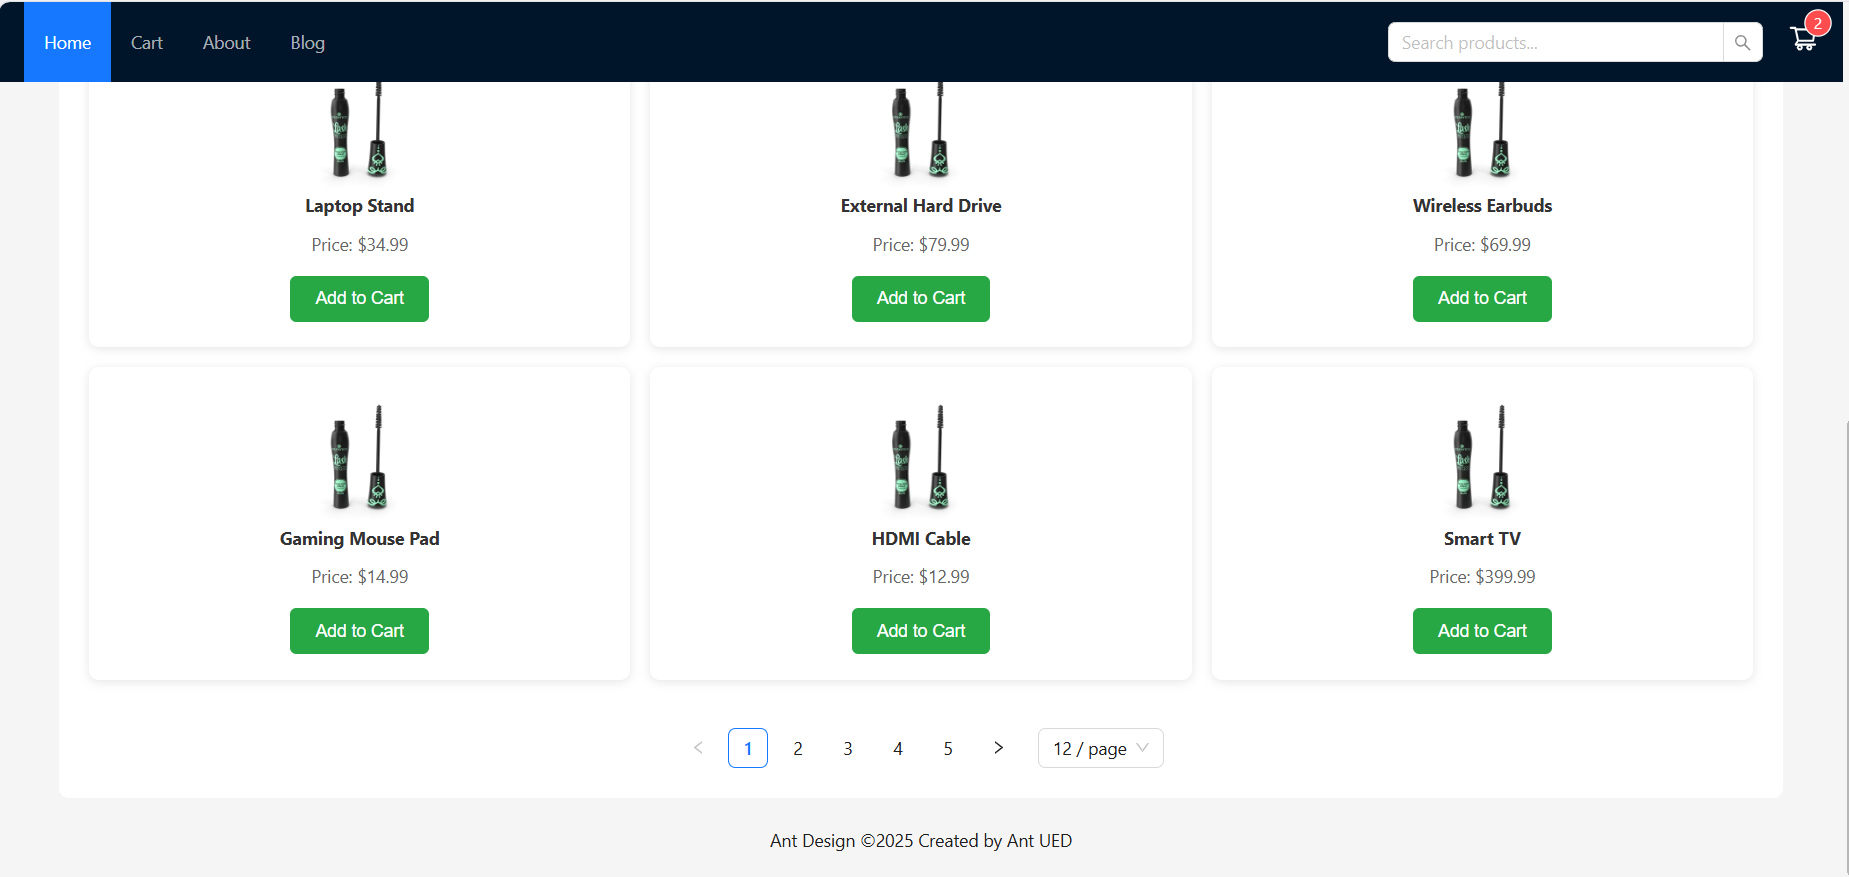 Home Cart About Blog Search products... 2
Laptop Stand External Hard Drive Wireless Earbuds
Price: $34.99 Price: $79.99 Price: $69.99
Add to Cart Add to Cart Add to Cart
Gaming Mouse Pad HDMI Cable Smart TV
Price: $14.99 Price: $12.99 Price: $399.99
Add to Cart Add to Cart Add to Cart
1 2 3 4 5 12 / page
Ant Design ©2025 Created by Ant UED